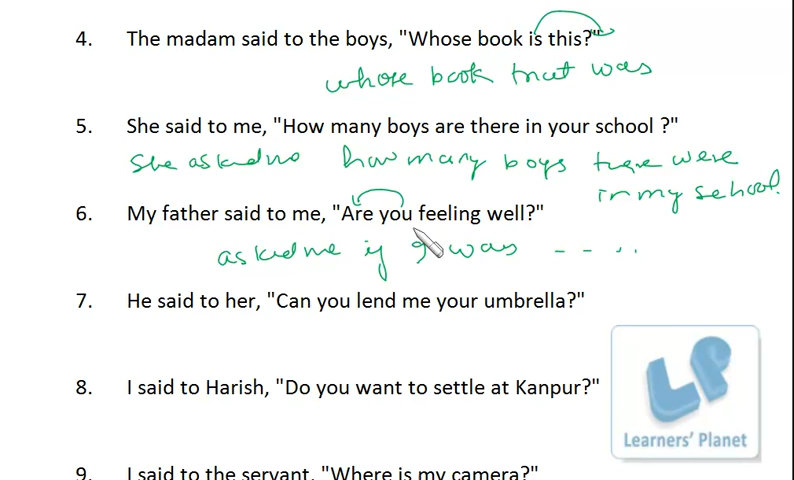 4. The madam said to the boys, "Whose book is this?"
whose book that was
5. She said to me, "How many boys are there in your school ?"
She asked me how many boys there were
in my school.
6. My father said to me, "Are you feeling well?"
asked me if I was - - . .
7. He said to her, "Can you lend me your umbrella?"
8. I said to Harish, "Do you want to settle at Kanpur?"
LP
Learners' Planet
9. I said to the servant, "Where is my camera?"